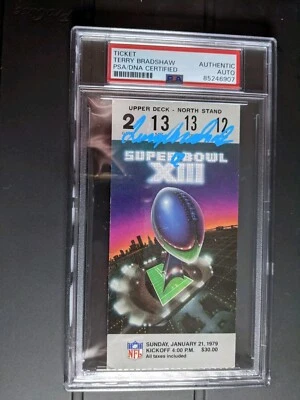 TICKET
TERRY BRADSHAW
PSA/DNA CERTIFIED
AUTHENTIC
AUTO
85246907
PSA
UPPER DECK - NORTH STAND
2 13 13 12
SUPER BOWL
XIII
NFL
SUNDAY, JANUARY 21, 1979
KICKOFF 4:00 P.M. $30.00
All taxes included